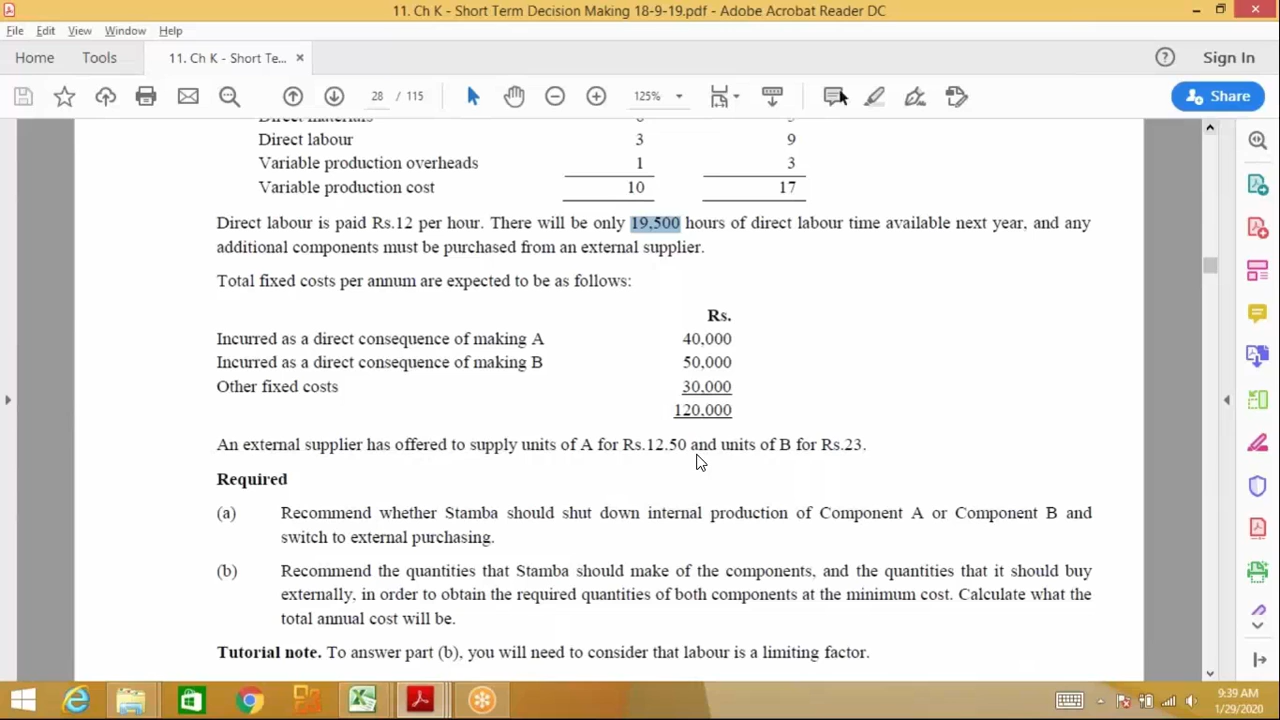 11. Ch K - Short Term Decision Making 18-9-19.pdf - Adobe Acrobat Reader DC
File Edit View Window Help
Home Tools 11. Ch K - Short Te... × Sign In
28 / 115 125% Share
Direct materials
Direct labour 3 9
Variable production overheads 1 3
Variable production cost 10 17
Direct labour is paid Rs.12 per hour. There will be only 19,500 hours of direct labour time available next year, and any
additional components must be purchased from an external supplier.
Total fixed costs per annum are expected to be as follows:
Rs.
Incurred as a direct consequence of making A 40,000
Incurred as a direct consequence of making B 50,000
Other fixed costs 30,000
120,000
An external supplier has offered to supply units of A for Rs.12.50 and units of B for Rs.23.
Required
(a) Recommend whether Stamba should shut down internal production of Component A or Component B and
switch to external purchasing.
(b) Recommend the quantities that Stamba should make of the components, and the quantities that it should buy
externally, in order to obtain the required quantities of both components at the minimum cost. Calculate what the
total annual cost will be.
Tutorial note. To answer part (b), you will need to consider that labour is a limiting factor.
9:39 AM
1/29/2020